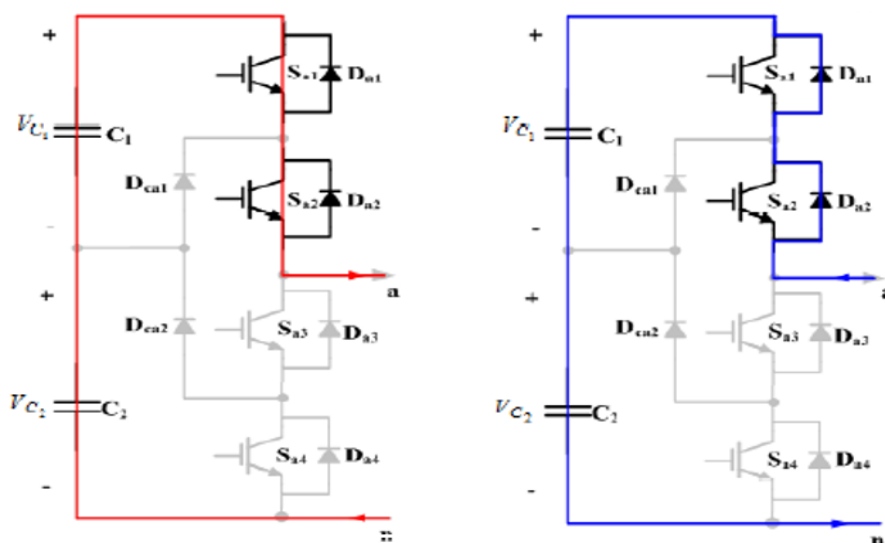 + +
Sa1 Da1 Sa1 Da1
VC1 C1 VC1 C1
Dca1 Dca1
Sa2 Da2 Sa2 Da2
- -
a a
+ +
Dca2 Sa3 Da3 Dca2 Sa3 Da3
VC2 C2 VC2 C2
Sa4 Da4 Sa4 Da4
- -
n n